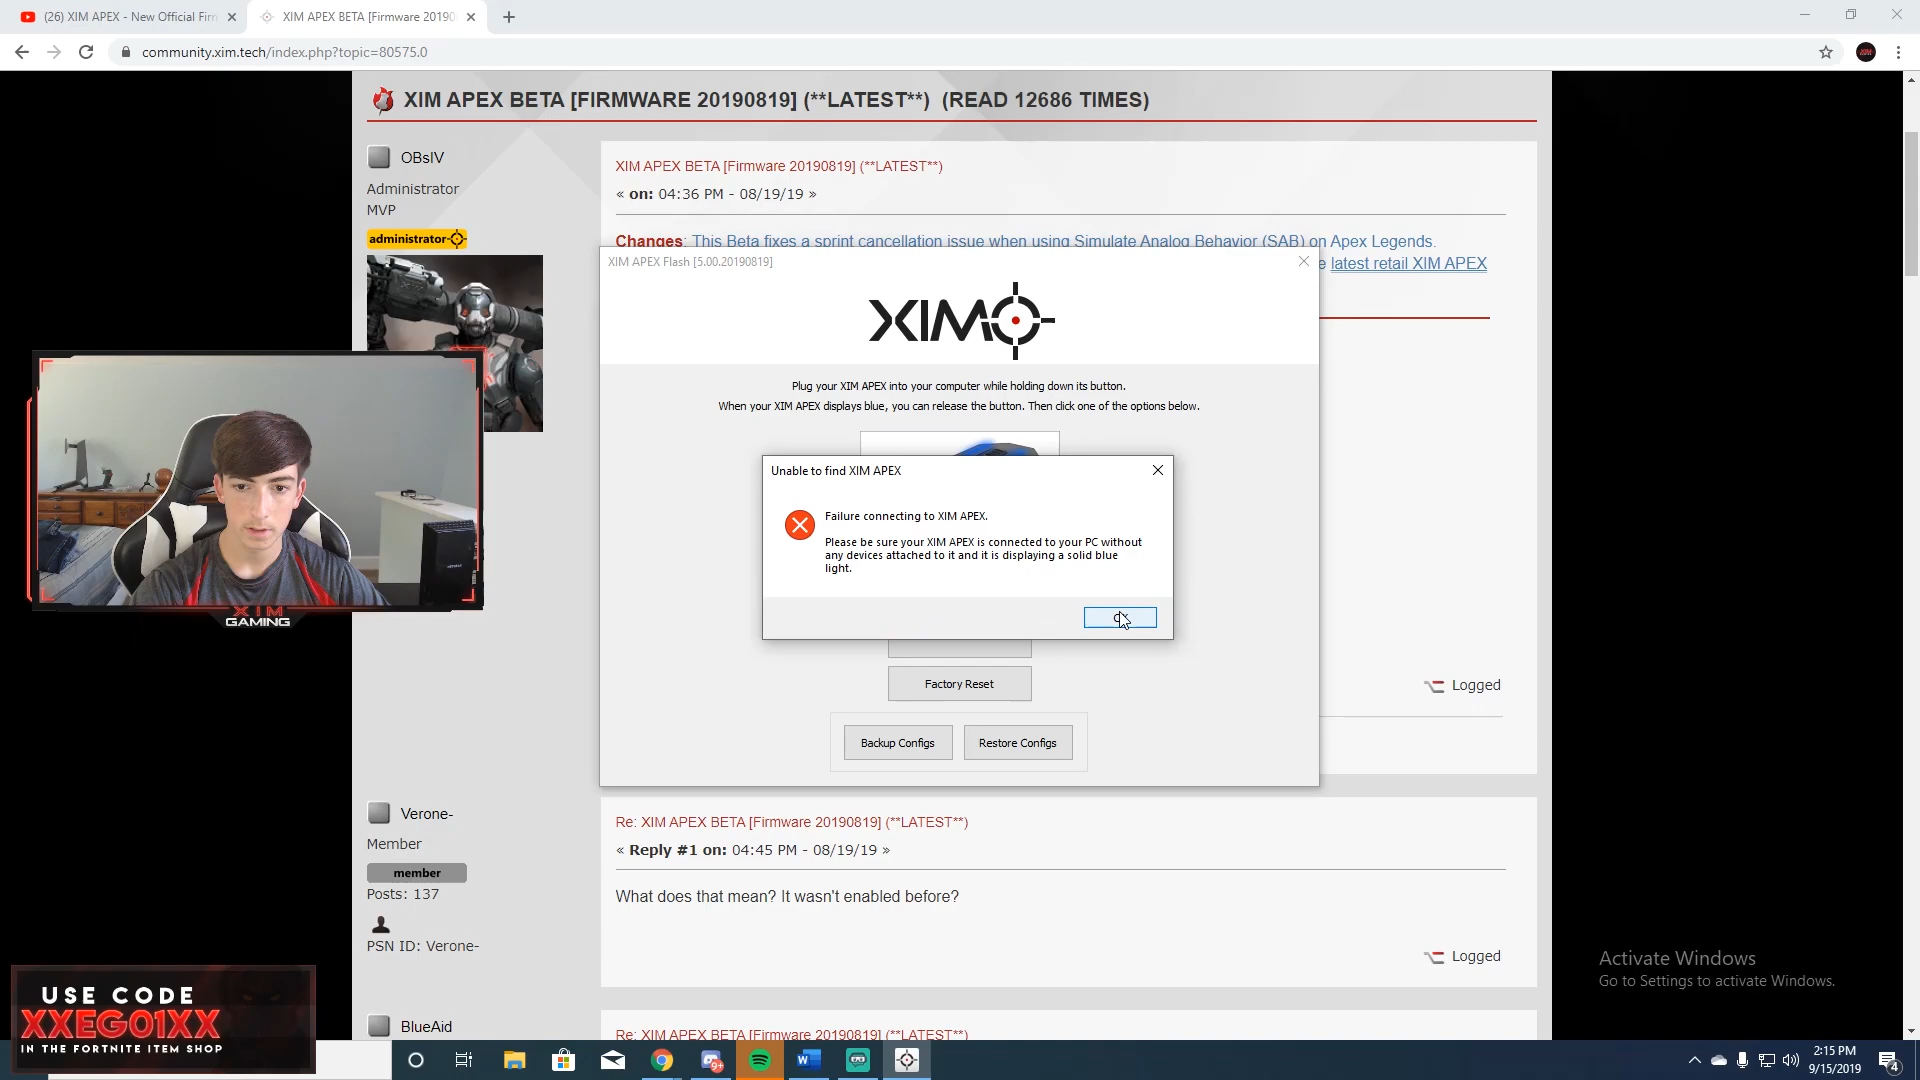 (26) XIM APEX - New Official Firm
XIM APEX BETA [Firmware 20190
community.xim.tech/index.php?topic=80575.0
XIM APEX BETA [FIRMWARE 20190819] (**LATEST**) (READ 12686 TIMES)
OBsIV
Administrator
MVP
administrator
XIM APEX BETA [Firmware 20190819] (**LATEST**)
« on: 04:36 PM - 08/19/19 »
Changes: This Beta fixes a sprint cancellation issue when using Simulate Analog Behavior (SAB) on Apex Legends.
latest retail XIM APEX
XIM APEX Flash [5.00.20190819]
XIM
Plug your XIM APEX into your computer while holding down its button.
When your XIM APEX displays blue, you can release the button. Then click one of the options below.
Unable to find XIM APEX
Failure connecting to XIM APEX.
Please be sure your XIM APEX is connected to your PC without
any devices attached to it and it is displaying a solid blue
light.
Factory Reset
Backup Configs
Restore Configs
Logged
XIM
GAMING
Verone-
Member
member
Posts: 137
PSN ID: Verone-
Re: XIM APEX BETA [Firmware 20190819] (**LATEST**)
« Reply #1 on: 04:45 PM - 08/19/19 »
What does that mean? It wasn't enabled before?
Logged
BlueAid
Re: XIM APEX BETA [Firmware 20190819] (**LATEST**)
Activate Windows
Go to Settings to activate Windows.
USE CODE
XXEGO1XX
IN THE FORTNITE ITEM SHOP
9+
2:15 PM
9/15/2019
4